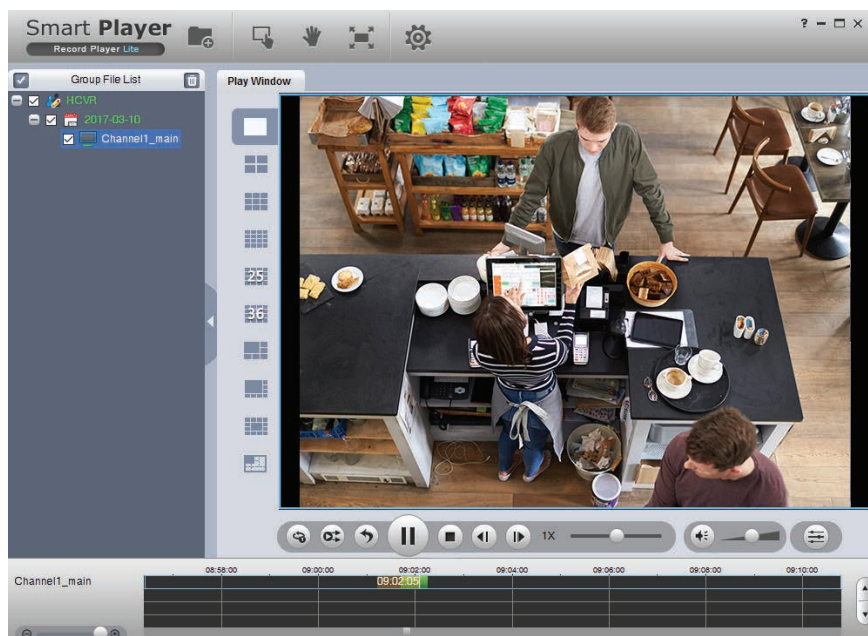 Smart Player
Record Player Lite
Group File List
Play Window
HCVR
2017-03-10
Channel1_main
25
36
1X
08:58:00 09:00:00 09:02:00 09:04:00 09:06:00 09:08:00 09:10:00
Channel1_main
09:02:05